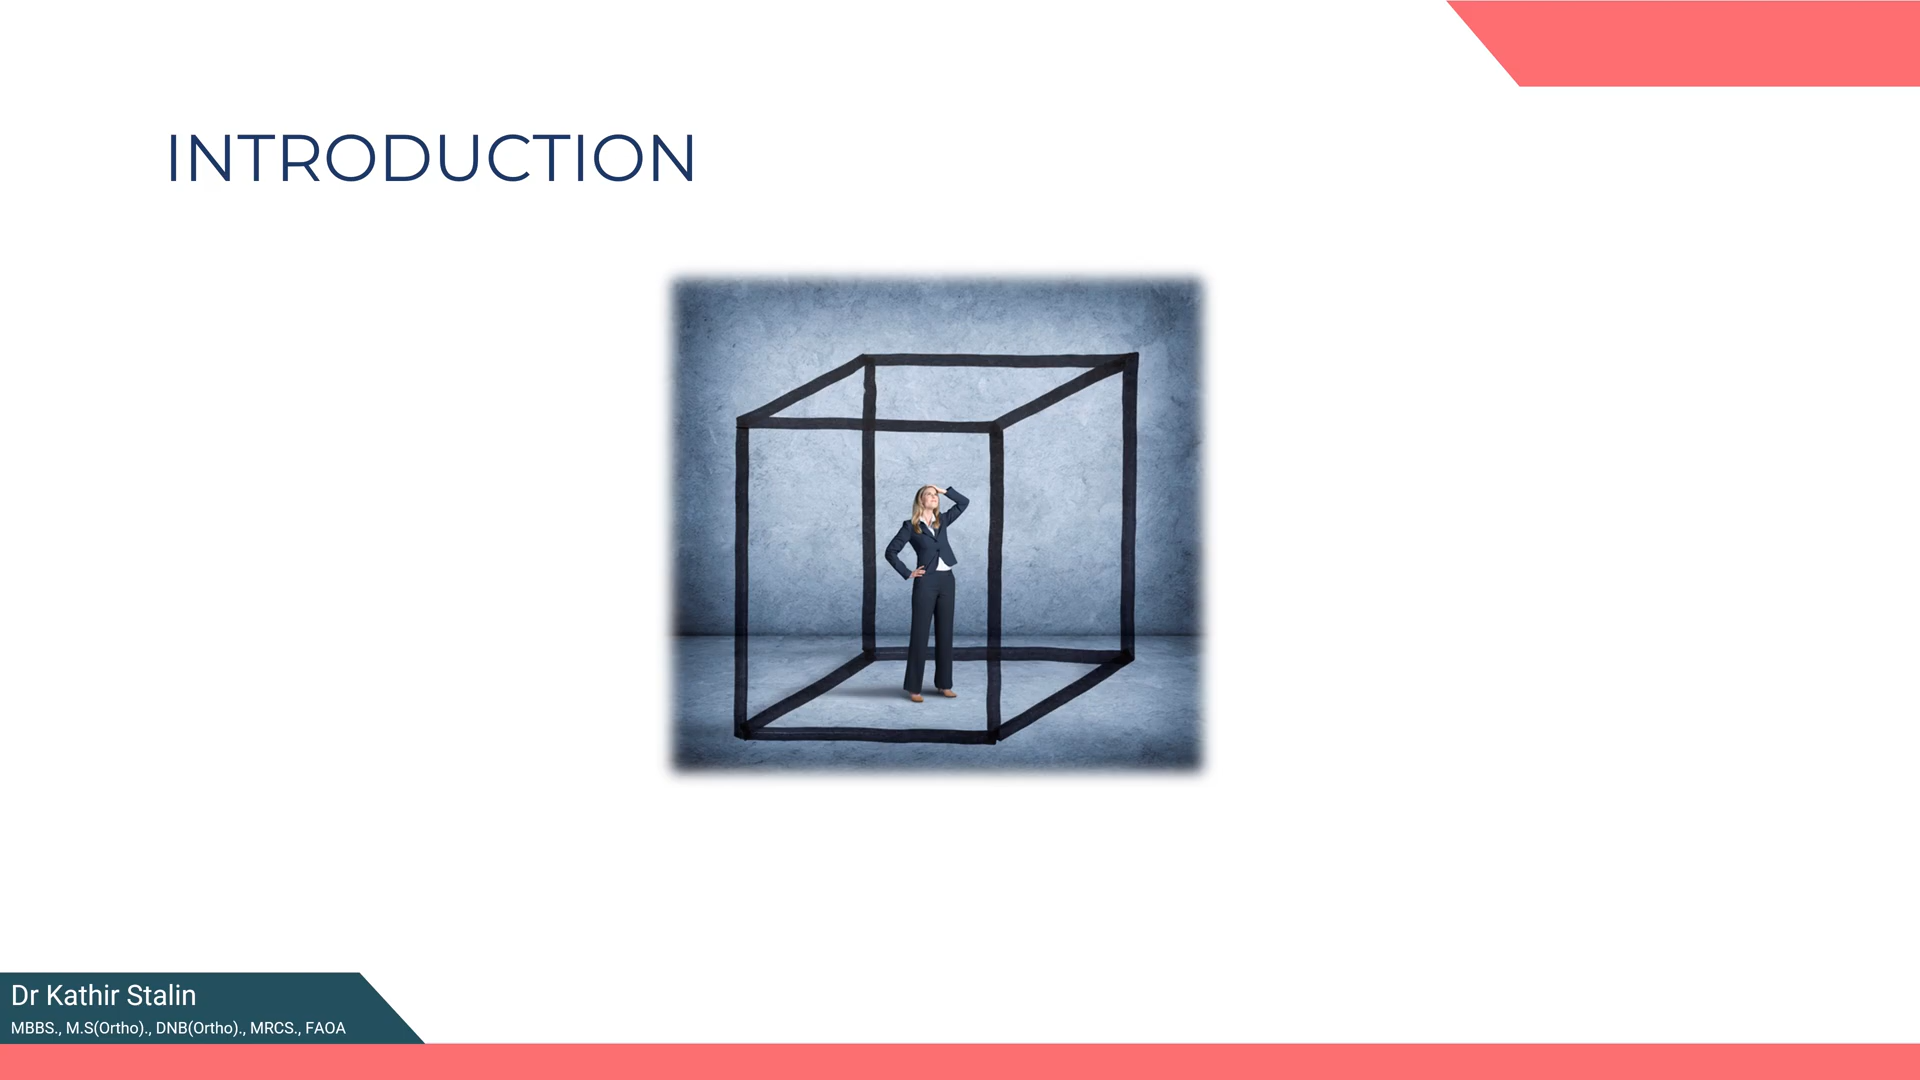 INTRODUCTION
Dr Kathir Stalin
MBBS., M.S(Ortho)., DNB(Ortho)., MRCS., FAOA